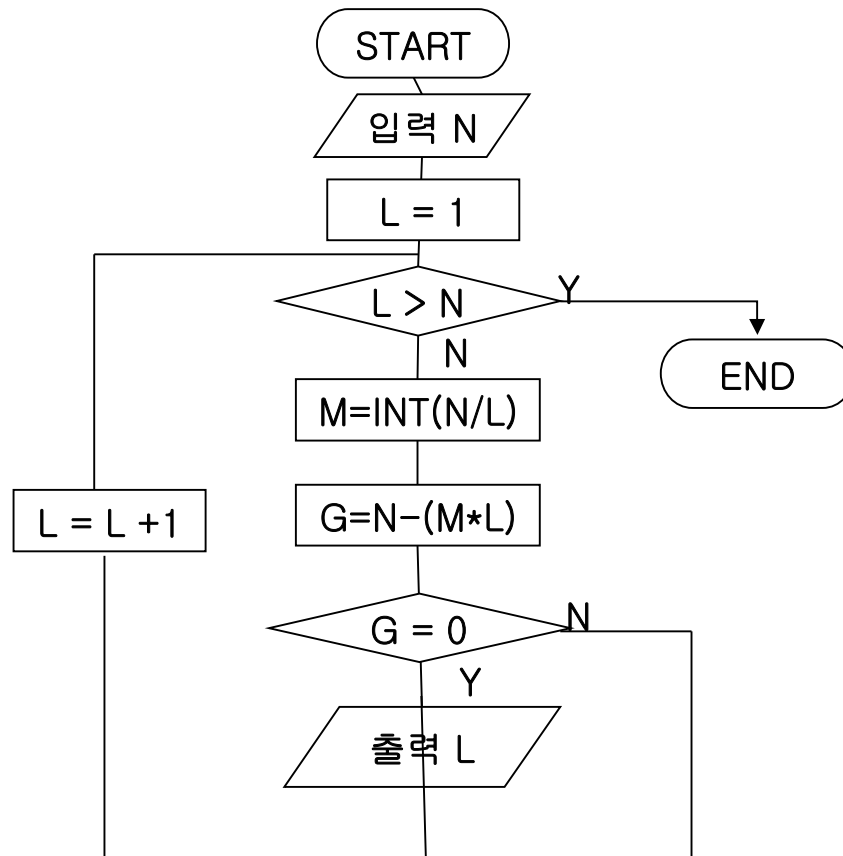 START
입력 N
L = 1
L > N
Y
N
END
M=INT(N/L)
L = L +1
G=N-(M*L)
G = 0
N
Y
출력 L